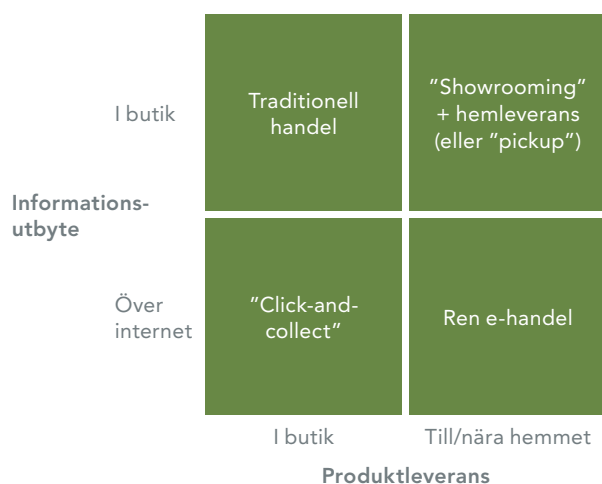 Traditionell
handel
”Showrooming”
+ hemleverans
(eller ”pickup”)
I butik
Informations-
utbyte
Över
internet
”Click-and-
collect”
Ren e-handel
I butik
Till/nära hemmet
Produktleverans